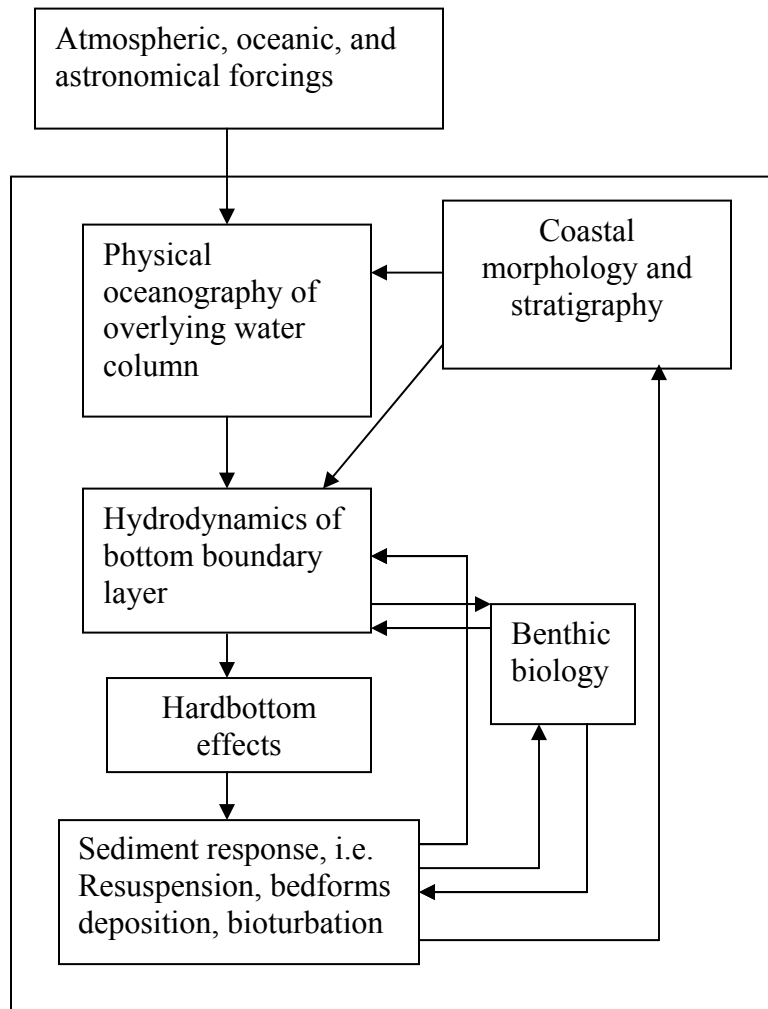 Atmospheric, oceanic, and
astronomical forcings
Physical
oceanography of
overlying water
column
Coastal
morphology and
stratigraphy
Hydrodynamics of
bottom boundary
layer
Benthic
biology
Hardbottom
effects
Sediment response, i.e.
Resuspension, bedforms
deposition, bioturbation